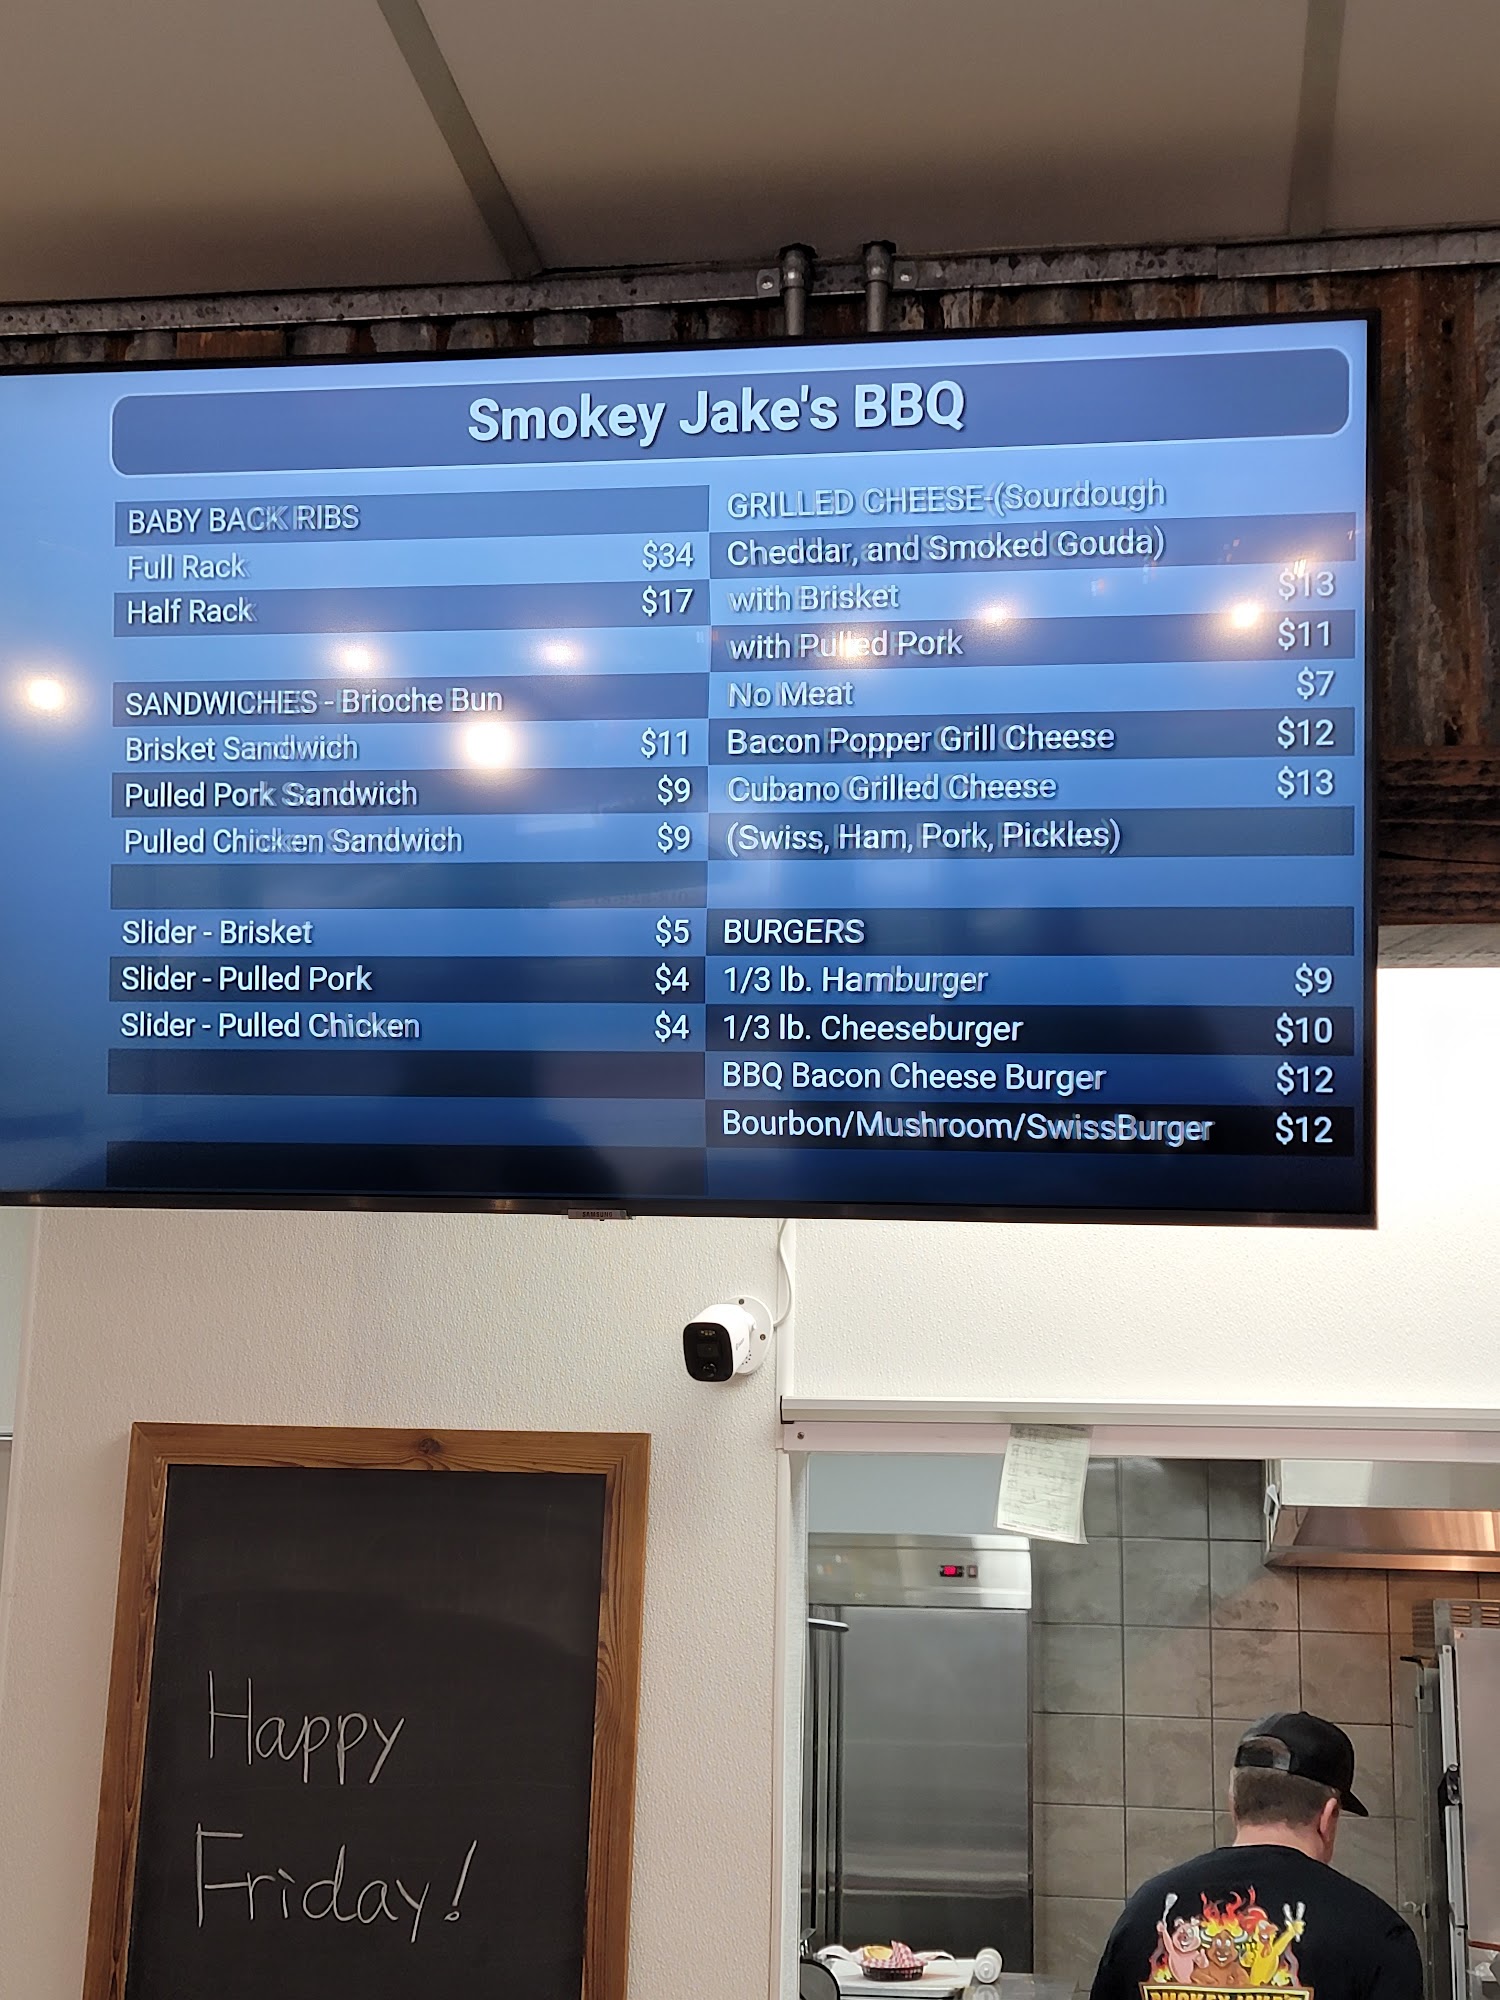 Smokey Jake's BBQ
BABY BACK RIBS
Full Rack $34
Half Rack $17
SANDWICHES - Brioche Bun
Brisket Sandwich $11
Pulled Pork Sandwich $9
Pulled Chicken Sandwich $9
Slider - Brisket $5
Slider - Pulled Pork $4
Slider - Pulled Chicken $4
GRILLED CHEESE-(Sourdough
Cheddar, and Smoked Gouda)
with Brisket $13
with Pulled Pork $11
No Meat $7
Bacon Popper Grill Cheese $12
Cubano Grilled Cheese $13
(Swiss, Ham, Pork, Pickles)
BURGERS
1/3 lb. Hamburger $9
1/3 lb. Cheeseburger $10
BBQ Bacon Cheese Burger $12
Bourbon/Mushroom/SwissBurger $12
SAMSUNG
Happy
Friday!
SMOKEY JAKE'S